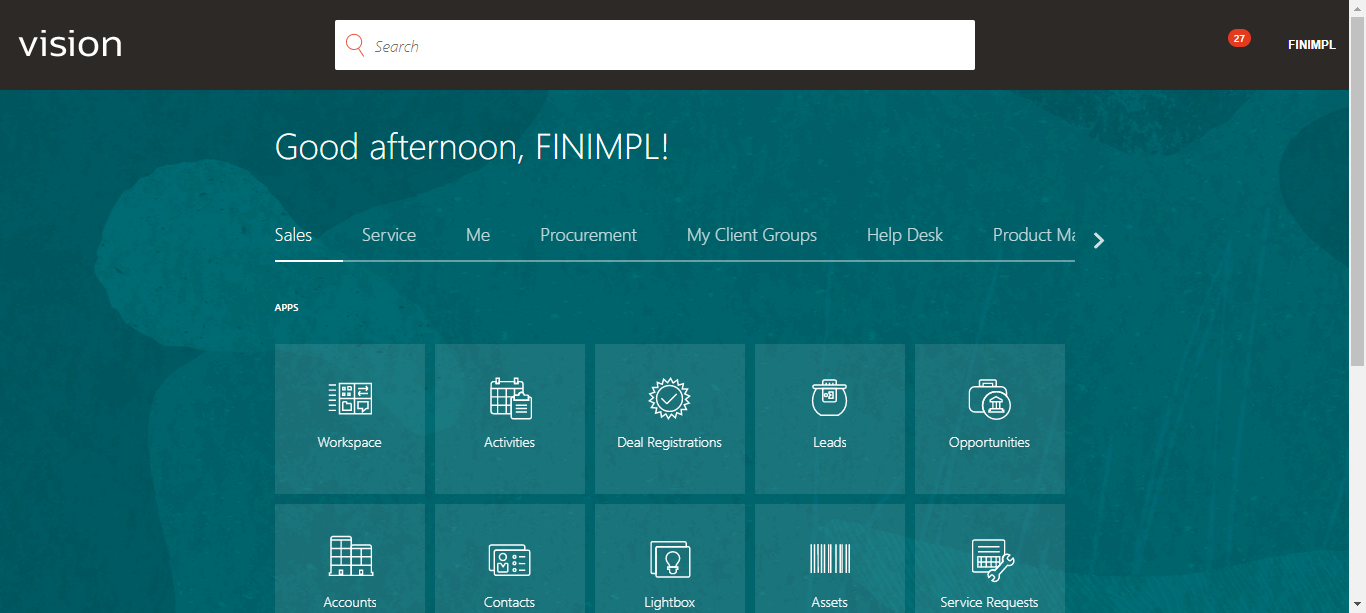 vision
Search
27
FINIMPL
Good afternoon, FINIMPL!
Sales Service Me Procurement My Client Groups Help Desk Product Ma
APPS
Workspace Activities Deal Registrations Leads Opportunities
Accounts Contacts Lightbox Assets Service Requests